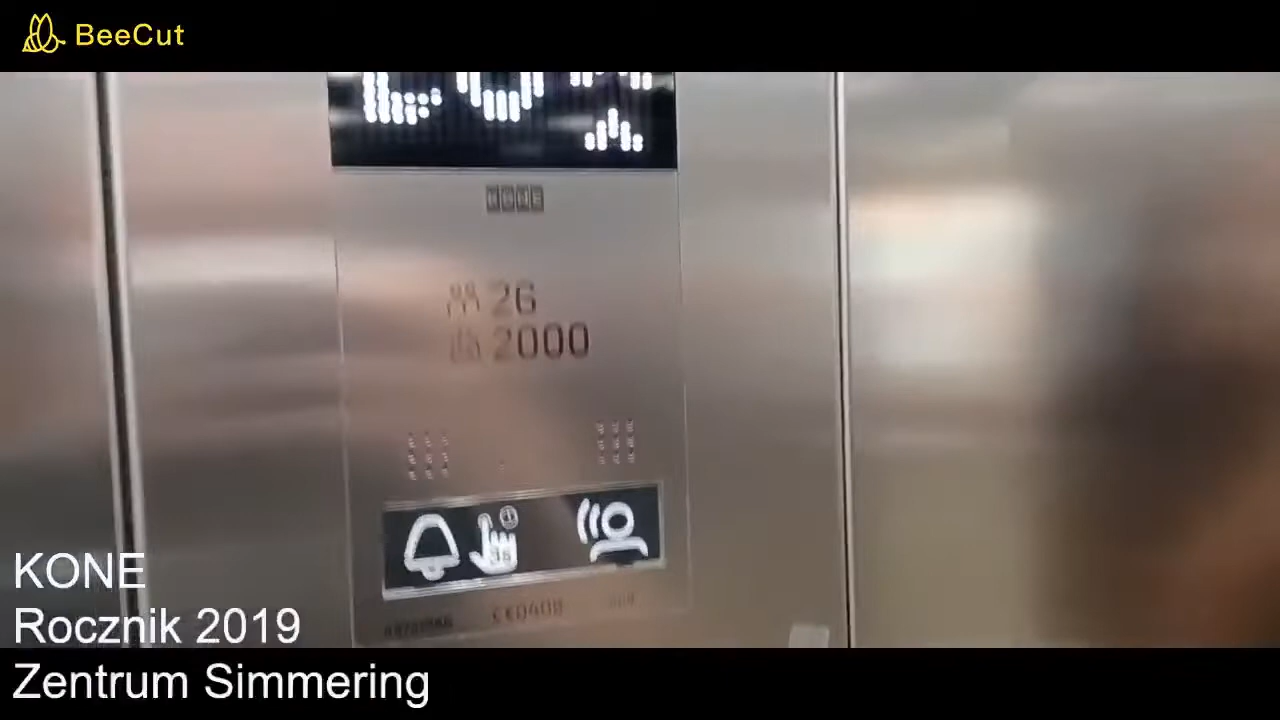 BeeCut
KONE
26
2000
KONE
Rocznik 2019
Zentrum Simmering